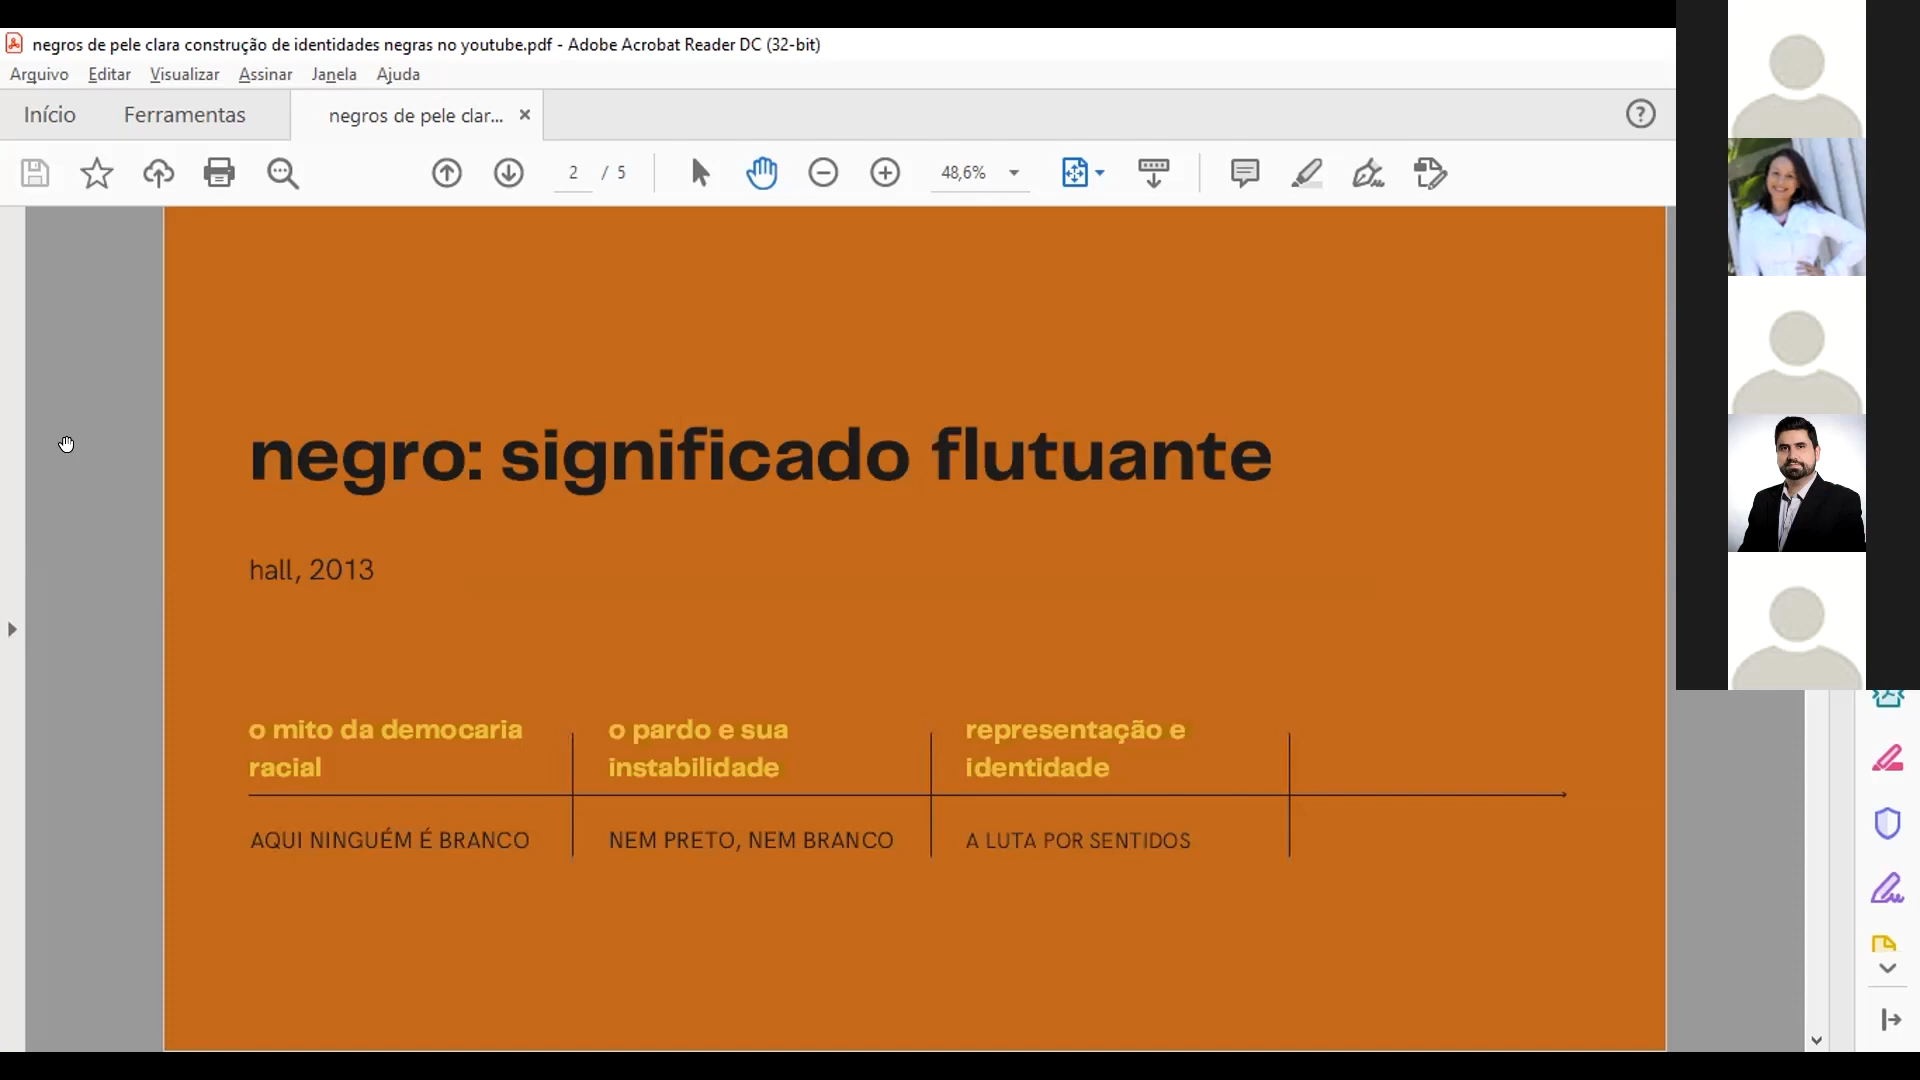 negros de pele clara construção de identidades negras no youtube.pdf - Adobe Acrobat Reader DC (32-bit)
Arquivo Editar Visualizar Assinar Janela Ajuda
Início Ferramentas negros de pele clar... ×
2 / 5 48,6%
negro: significado flutuante
hall, 2013
o mito da democaria
racial
AQUI NINGUÉM É BRANCO
o pardo e sua
instabilidade
NEM PRETO, NEM BRANCO
representação e
identidade
A LUTA POR SENTIDOS